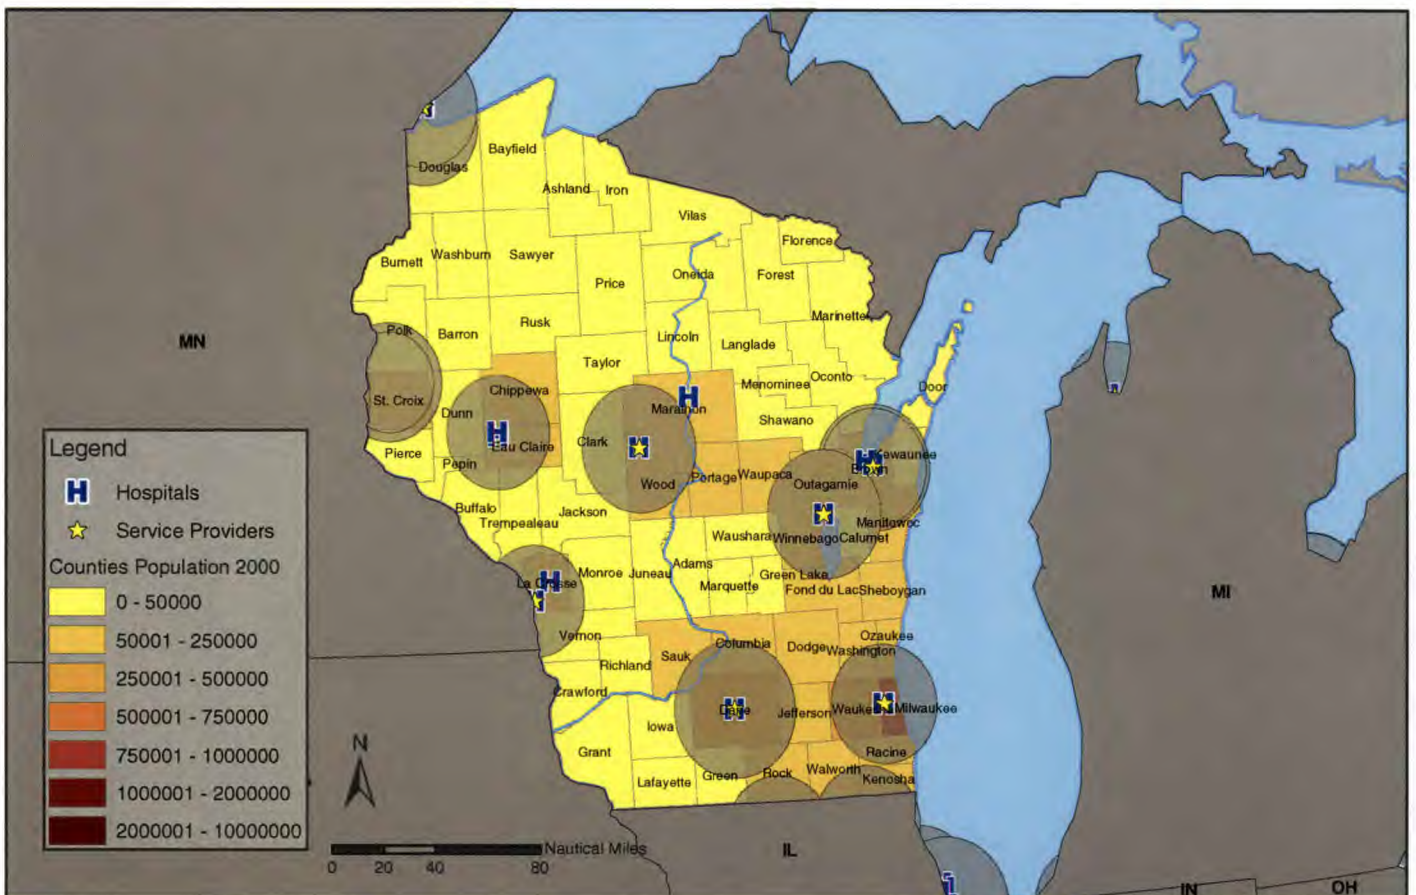 Bayfield
Douglas
Ashland
Iron
Vilas
Florence
Burnett
Washburn
Sawyer
Oneida
Forest
Price
Marinette
Polk
Barron
Rusk
Lincoln
Langlade
MN
Taylor
Menominee
Oconto
Door
Chippewa
St. Croix
Dunn
H
Marathon
Shawano
H
Eau Claire
Clark
H
Pierce
Pepin
H
Kewaunee
Wood
Portage
Waupaca
Outagamie
Buffalo
Trempealeau
Jackson
H
Manitowoc
Waushara
Winnebago
Calumet
La Crosse
H
Monroe
Juneau
Adams
Marquette
Green Lake
Fond du Lac
Sheboygan
MI
Vernon
Columbia
Dodge
Ozaukee
Washington
Richland
Sauk
Crawford
Iowa
H
Jefferson
H
Milwaukee
Grant
Racine
Lafayette
Green
Rock
Walworth
Kenosha
Legend
H Hospitals
Service Providers
Counties Population 2000
0 - 50000
50001 - 250000
250001 - 500000
500001 - 750000
750001 - 1000000
1000001 - 2000000
2000001 - 10000000
N
Nautical Miles
0 20 40 80
IL
IN
OH